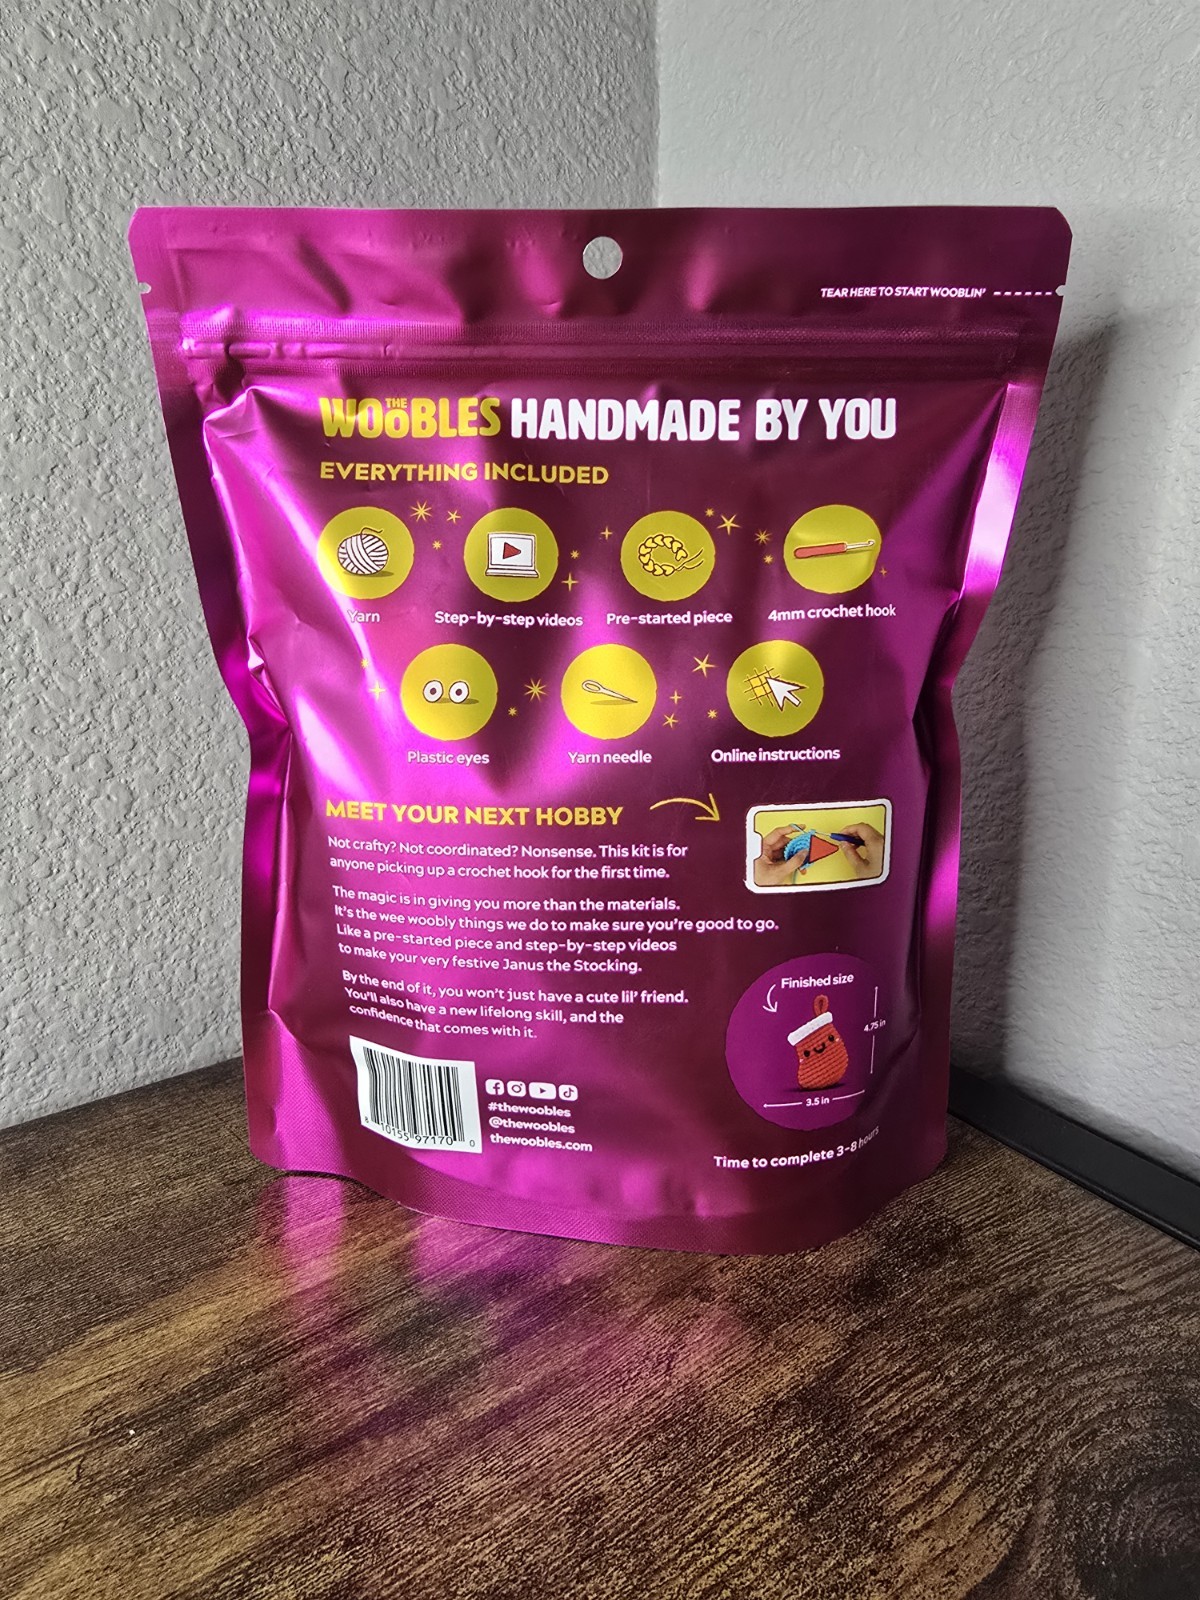 TEAR HERE TO START WOOBLIN'
THE WOOBLES HANDMADE BY YOU
EVERYTHING INCLUDED
Yarn
Step-by-step videos
Pre-started piece
4mm crochet hook
Plastic eyes
Yarn needle
Online instructions
MEET YOUR NEXT HOBBY
Not crafty? Not coordinated? Nonsense. This kit is for
anyone picking up a crochet hook for the first time.
The magic is in giving you more than the materials.
It's the wee woobly things we do to make sure you're good to go.
Like a pre-started piece and step-by-step videos
to make your very festive Janus the Stocking.
By the end of it, you won't just have a cute lil' friend.
You'll also have a new lifelong skill, and the
confidence that comes with it.
Finished size
4.75 in
3.5 in
Time to complete 3-8 hours
#thewoobles
@thewoobles
thewoobles.com
8 10155 97170 0